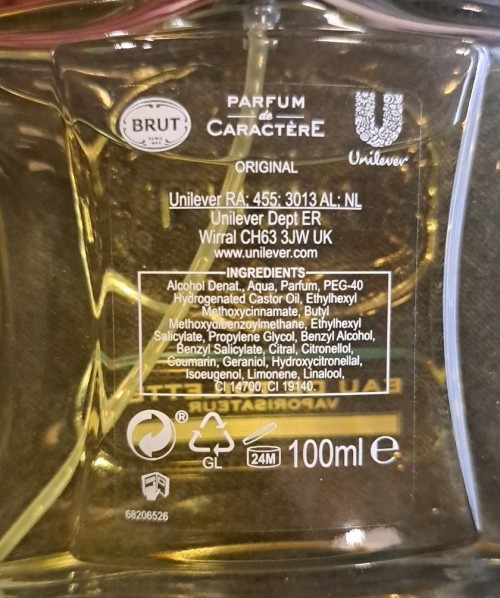 BRUT
PARFUM
de
CARACTÈRE
Unilever
ORIGINAL
Unilever RA; 455; 3013 AL; NL
Unilever Dept ER
Wirral CH63 3JW UK
www.unilever.com
INGREDIENTS
Alcohol Denat., Aqua, Parfum, PEG-40
Hydrogenated Castor Oil, Ethylhexyl
Methoxycinnamate, Butyl
Methoxydibenzoylmethane, Ethylhexyl
Salicylate, Propylene Glycol, Benzyl Alcohol,
Benzyl Salicylate, Citral, Citronellol,
Coumarin, Geraniol, Hydroxycitronellal,
Isoeugenol, Limonene, Linalool,
CI 14700, CI 19140.
VAPORISATEUR
® GL 24M 100ml e
68206526